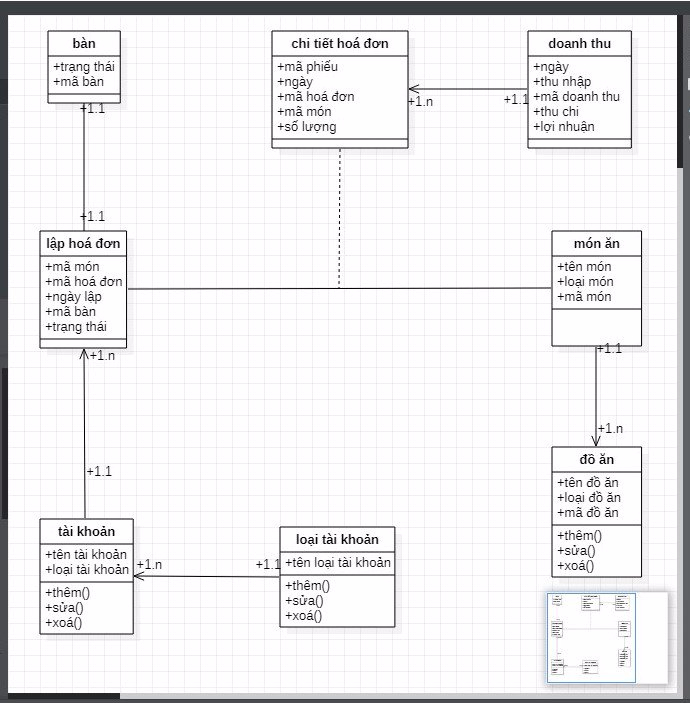 bàn
+trạng thái
+mã bàn
+1.1
chi tiết hoá đơn
+mã phiếu
+ngày
+mã hoá đơn
+mã món
+số lượng
+1.n
+1.1
doanh thu
+ngày
+thu nhập
+mã doanh thu
+thu chi
+lợi nhuận
+1.1
lập hoá đơn
+mã món
+mã hoá đơn
+ngày lập
+mã bàn
+trạng thái
+1.n
món ăn
+tên món
+loại món
+mã món
+1.1
+1.n
đồ ăn
+tên đồ ăn
+loại đồ ăn
+mã đồ ăn
+thêm()
+sửa()
+xoá()
+1.1
tài khoản
+tên tài khoản
+loại tài khoản
+thêm()
+sửa()
+xoá()
+1.n
+1.1
loại tài khoản
+tên loại tài khoản
+thêm()
+sửa()
+xoá()